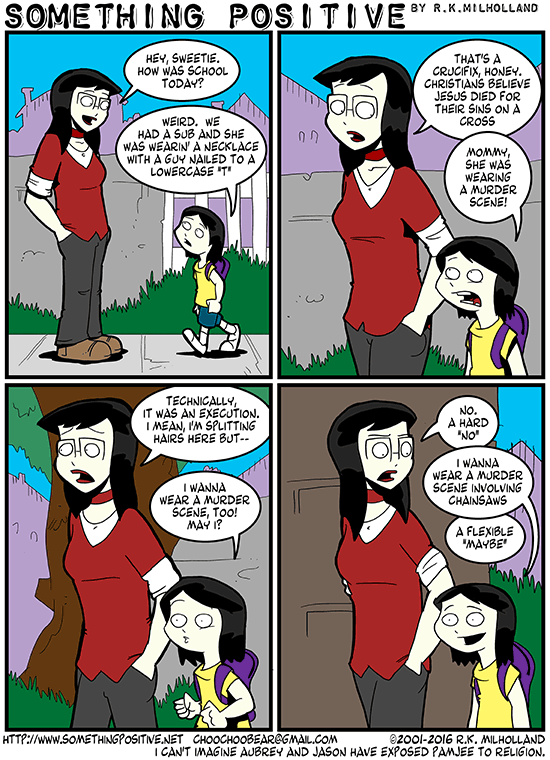 SOMETHING POSITIVE BY R.K.MILHOLLAND
HEY, SWEETIE.
HOW WAS SCHOOL
TODAY?
WEIRD. WE
HAD A SUB AND SHE
WAS WEARIN' A NECKLACE
WITH A GUY NAILED TO A
LOWERCASE "T"
THAT'S A
CRUCIFIX, HONEY.
CHRISTIANS BELIEVE
JESUS DIED FOR
THEIR SINS ON A
CROSS
MOMMY,
SHE WAS
WEARING
A MURDER
SCENE!
TECHNICALLY,
IT WAS AN EXECUTION.
I MEAN, I'M SPLITTING
HAIRS HERE BUT--
I WANNA
WEAR A MURDER
SCENE, TOO!
MAY I?
NO.
A HARD
"NO"
I WANNA
WEAR A MURDER
SCENE INVOLVING
CHAINSAWS
A FLEXIBLE
"MAYBE"
HTTP://WWW.SOMETHINGPOSITIVE.NET CHOOCHOOBEAR@GMAIL.COM ©2001-2016 R.K. MILHOLLAND
I CAN'T IMAGINE AUBREY AND JASON HAVE EXPOSED PAMJEE TO RELIGION.